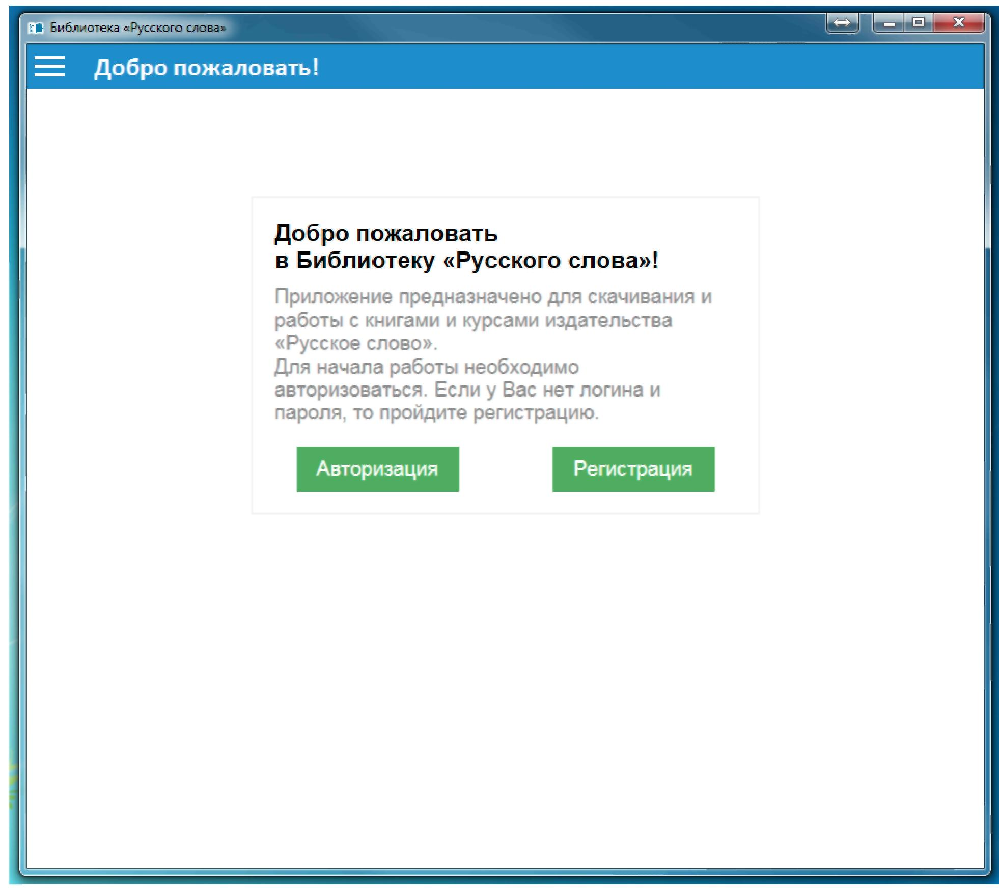 Библиотека «Русского слова»
Добро пожаловать!
Добро пожаловать
в Библиотеку «Русского слова»!
Приложение предназначено для скачивания и
работы с книгами и курсами издательства
«Русское слово».
Для начала работы необходимо
авторизоваться. Если у Вас нет логина и
пароля, то пройдите регистрацию.
Авторизация
Регистрация